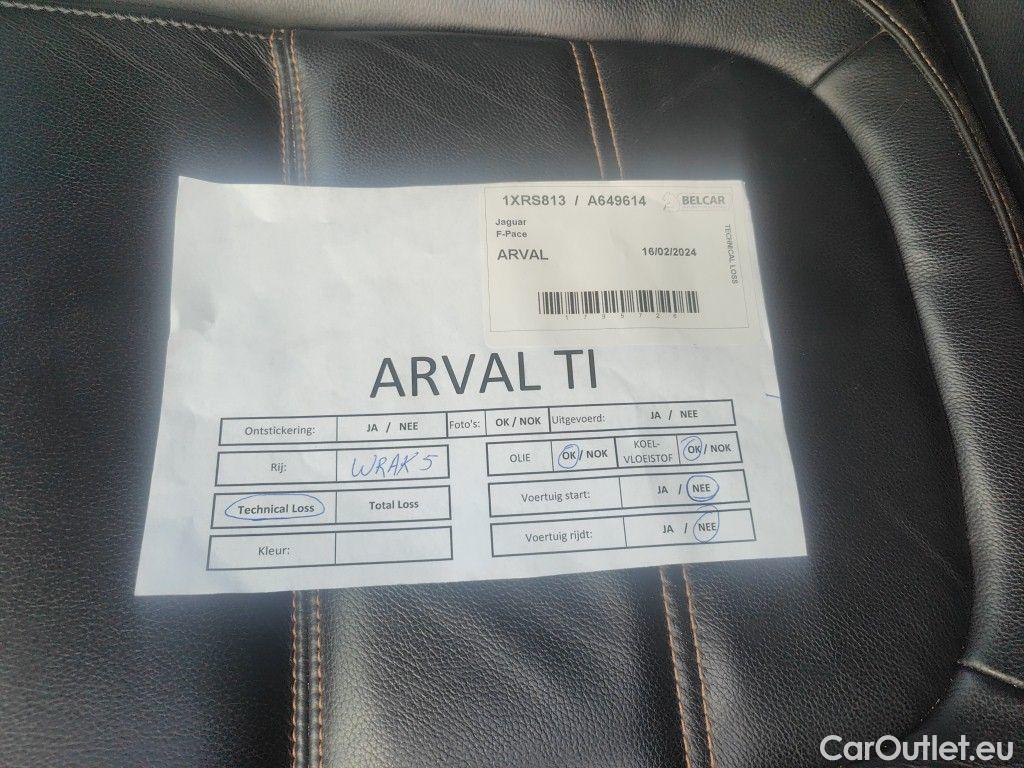 1XRS813 / A649614 BELCAR
Jaguar
F-Pace
ARVAL 16/02/2024
TECHNICAL LOSS
1795726
ARVAL TI
Ontstickering: JA / NEE Foto's: OK / NOK Uitgevoerd: JA / NEE
Rij: WRAK 5
OLIE OK / NOK KOEL-
VLOEISTOF OK / NOK
Technical Loss Total Loss
Voertuig start: JA / NEE
Kleur:
Voertuig rijdt: JA / NEE
CarOutlet.eu